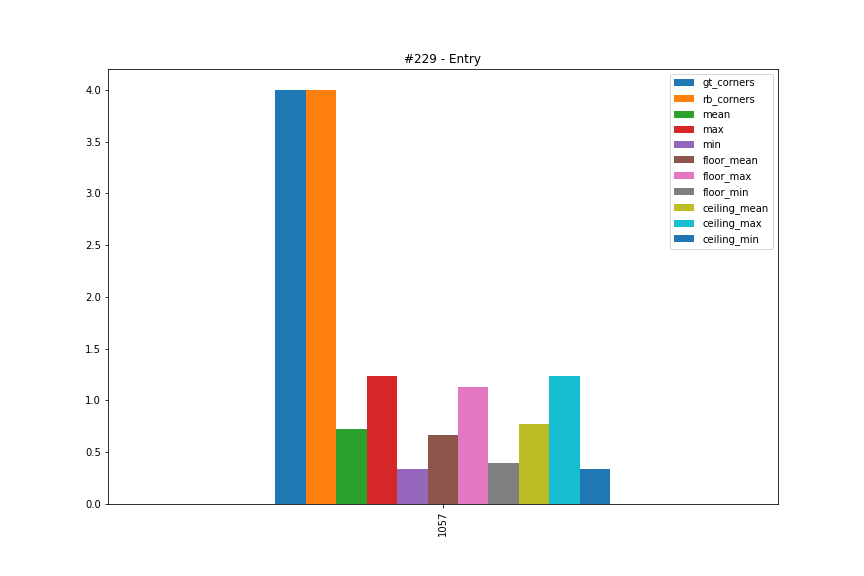 #229 - Entry
gt_corners
rb_corners
mean
max
min
floor_mean
floor_max
floor_min
ceiling_mean
ceiling_max
ceiling_min
4.0
3.5
3.0
2.5
2.0
1.5
1.0
0.5
0.0
1057